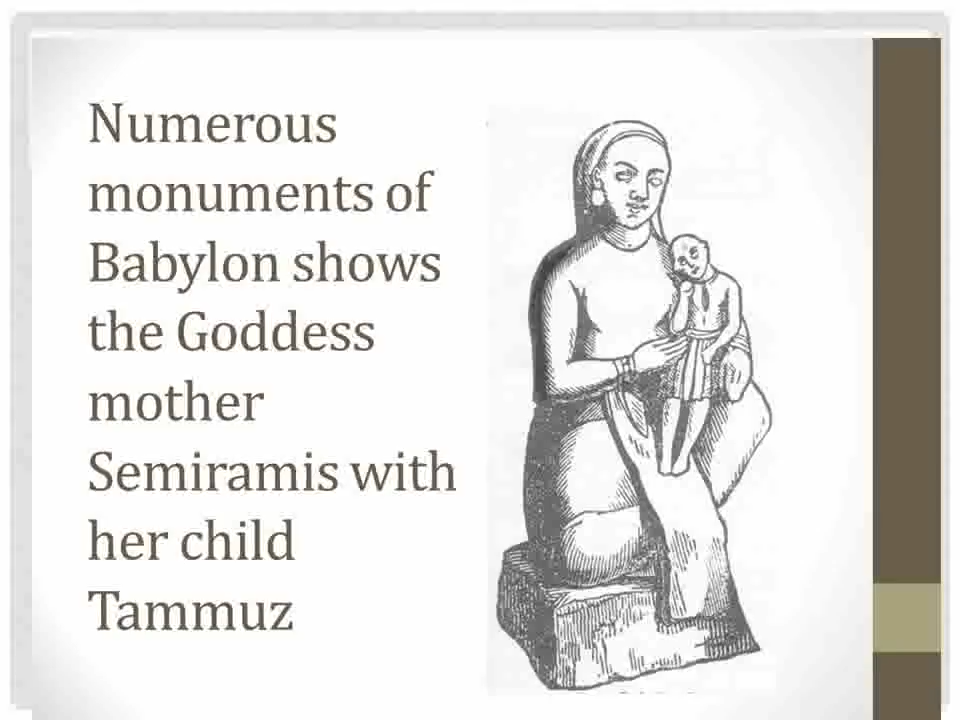 Numerous
monuments of
Babylon shows
the Goddess
mother
Semiramis with
her child
Tammuz